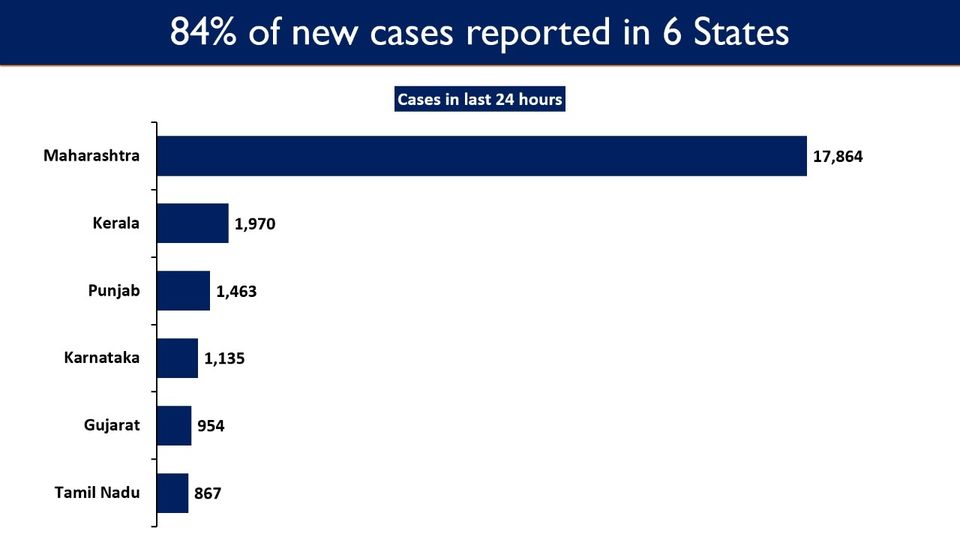 84% of new cases reported in 6 States
Cases in last 24 hours
Maharashtra 17,864
Kerala 1,970
Punjab 1,463
Karnataka 1,135
Gujarat 954
Tamil Nadu 867